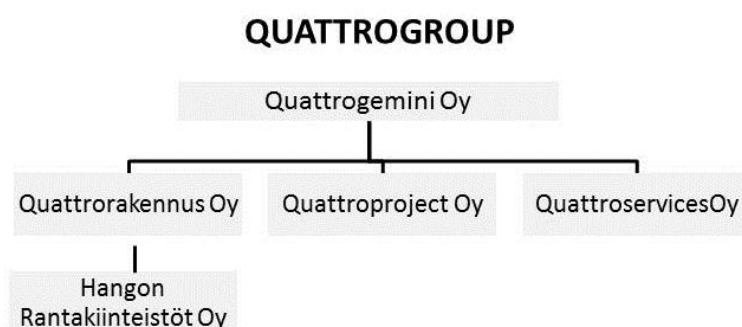 QUATTROGROUP
Quattrogemini Oy
Quattrorakennus Oy
Quattroproject Oy
QuattroservicesOy
Hangon
Rantakiinteistöt Oy